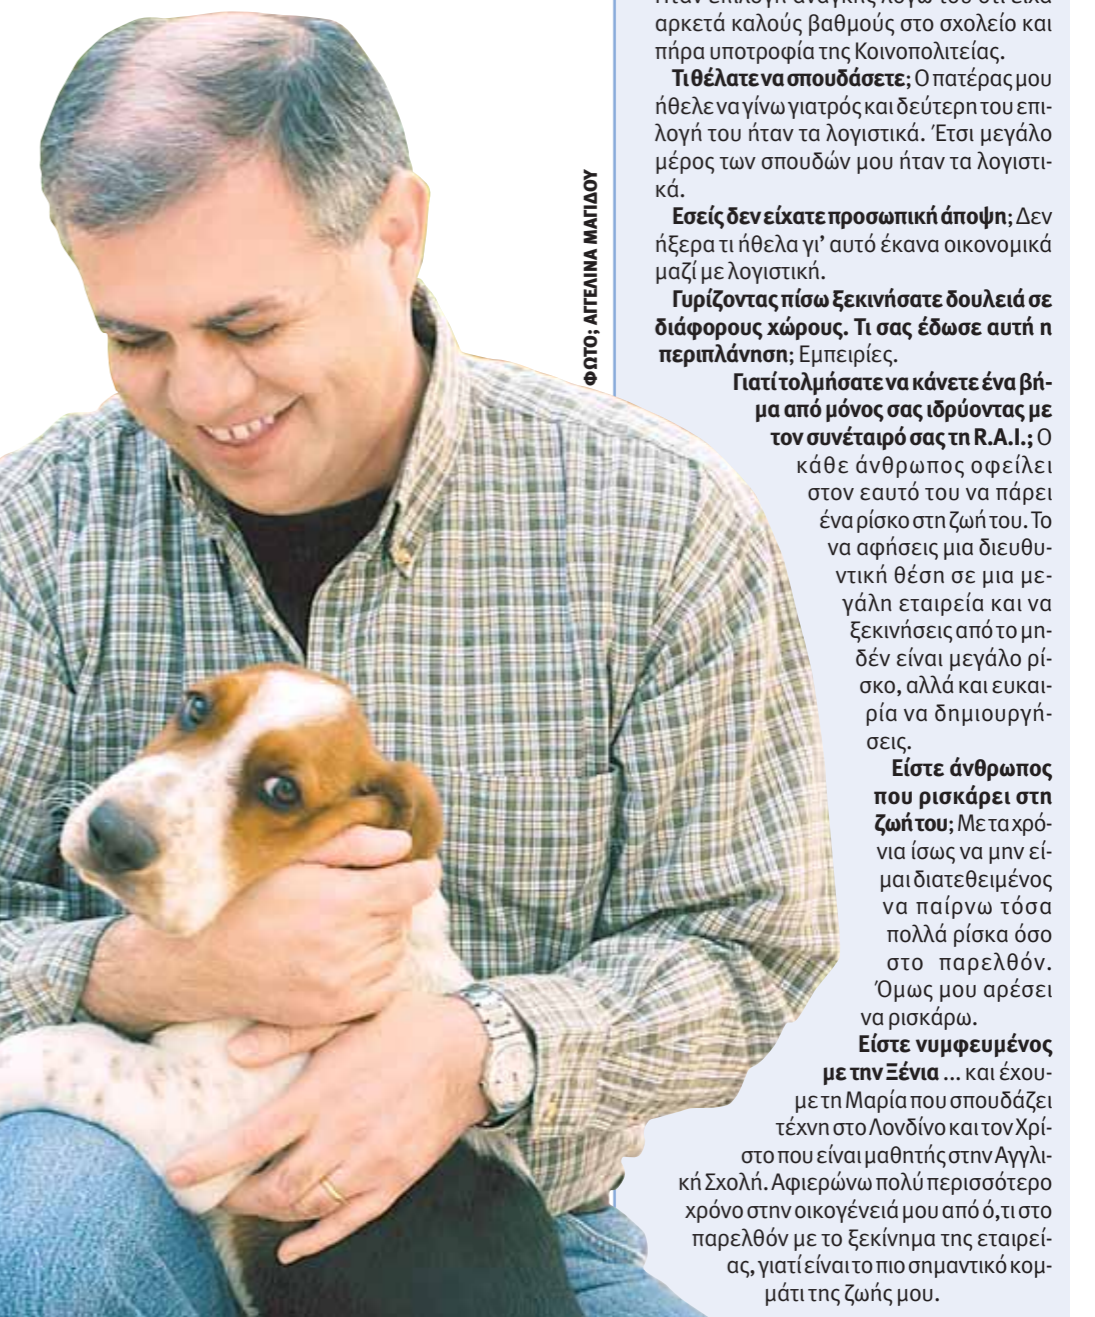 ήταν επιλογή ανάγκης λόγω του ότι είχα
αρκετά καλούς βαθμούς στο σχολείο και
πήρα υποτροφία της Κοινοπολιτείας.
Τι θέλατε να σπουδάσετε; Ο πατέρας μου
ήθελε να γίνω γιατρός και δεύτερη του επι-
λογή του ήταν τα λογιστικά. Έτσι μεγάλο
μέρος των σπουδών μου ήταν τα λογιστι-
κά.
Εσείς δεν είχατε προσωπική άποψη; Δεν
ήξερα τι ήθελα γι’ αυτό έκανα οικονομικά
μαζί με λογιστική.
Γυρίζοντας πίσω ξεκινήσατε δουλειά σε
διάφορους χώρους. Τι σας έδωσε αυτή η
περιπλάνηση; Εμπειρίες.
Γιατί τολμήσατε να κάνετε ένα βή-
μα από μόνος σας ιδρύοντας με
τον συνέταιρό σας τη R.A.I.; Ο
κάθε άνθρωπος οφείλει
στον εαυτό του να πάρει
ένα ρίσκο στη ζωή του. Το
να αφήσεις μια διευθυ-
ντική θέση σε μια με-
γάλη εταιρεία και να
ξεκινήσεις από το μη-
δέν είναι μεγάλο ρί-
σκο, αλλά και ευκαι-
ρία να δημιουργή-
σεις.
Είστε άνθρωπος
που ρισκάρει στη
ζωή του; Με τα χρό-
νια ίσως να μην εί-
μαι διατεθειμένος
να παίρνω τόσα
πολλά ρίσκα όσο
στο παρελθόν.
Όμως μου αρέσει
να ρισκάρω.
Είστε νυμφευμένος
με την Ξένια ... και έχου-
με τη Μαρία που σπουδάζει
τέχνη στο Λονδίνο και τον Χρί-
στο που είναι μαθητής στην Αγγλι-
κή Σχολή. Αφιερώνω πολύ περισσότερο
χρόνο στην οικογένειά μου από ό,τι στο
παρελθόν με το ξεκίνημα της εταιρεί-
ας, γιατί είναι το πιο σημαντικό κομ-
μάτι της ζωής μου.
ΦΩΤΟ; ΑΓΓΕΛΙΝΑ ΜΑΓΙΔΟΥ